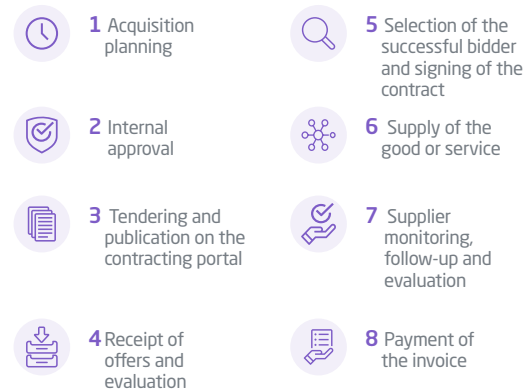 1 Acquisition
planning
2 Internal
approval
3 Tendering and
publication on the
contracting portal
4 Receipt of
offers and
evaluation
5 Selection of the
successful bidder
and signing of the
contract
6 Supply of the
good or service
7 Supplier
monitoring,
follow-up and
evaluation
8 Payment of
the invoice